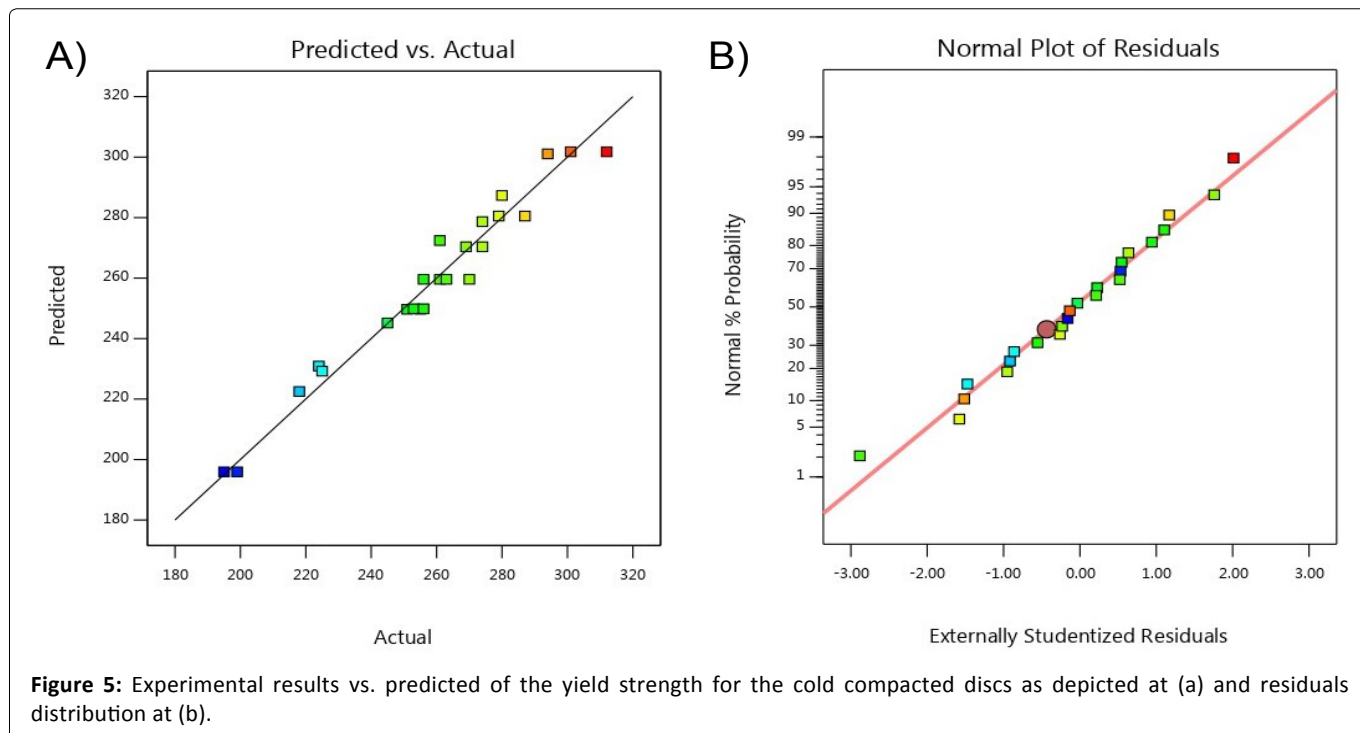 A)
Predicted vs. Actual
320
300
280
260
240
220
200
180
Predicted
180 200 220 240 260 280 300 320
Actual
B)
Normal Plot of Residuals
99
95
90
80
70
50
30
20
10
5
1
Normal % Probability
-3.00 -2.00 -1.00 0.00 1.00 2.00 3.00
Externally Studentized Residuals
Figure 5: Experimental results vs. predicted of the yield strength for the cold compacted discs as depicted at (a) and residuals
distribution at (b).